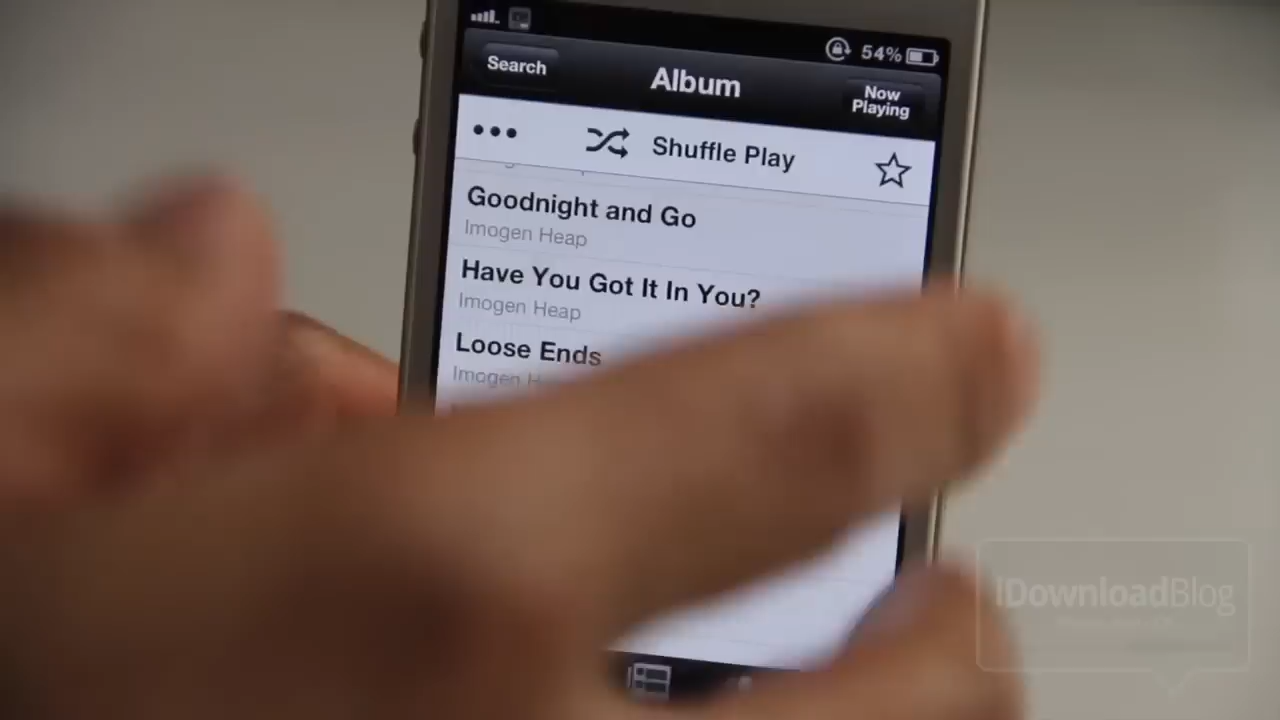 54%
Search
Album
Now
Playing
Shuffle Play
Goodnight and Go
Imogen Heap
Have You Got It In You?
Imogen Heap
Loose Ends
Imogen
iDownloadBlog